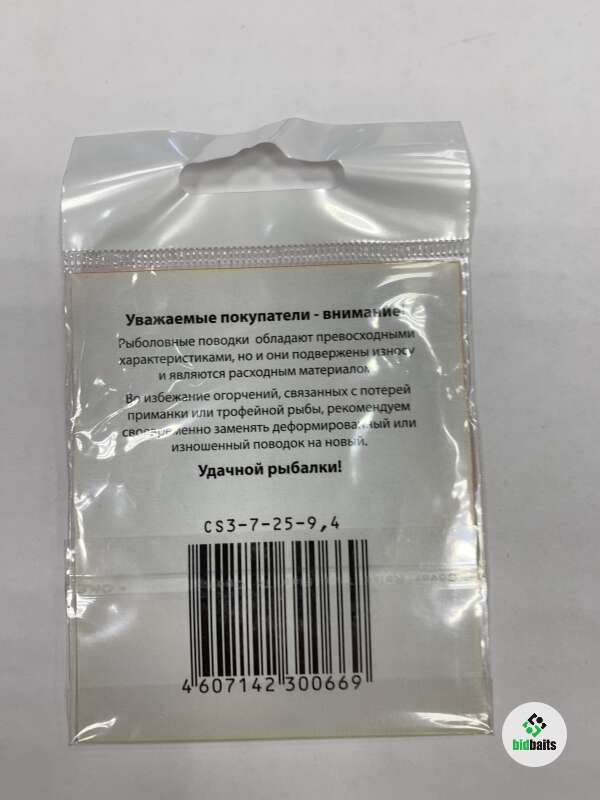 Уважаемые покупатели - внимание!
Рыболовные поводки обладают превосходными
характеристиками, но и они подвержены износу
и являются расходным материалом
Во избежание огорчений, связанных с потерей
приманки или трофейной рыбы, рекомендуем
своевременно заменять деформированный или
изношенный поводок на новый.
Удачной рыбалки!
CS3-7-25-9,4
4 607142 300669
bidbaits